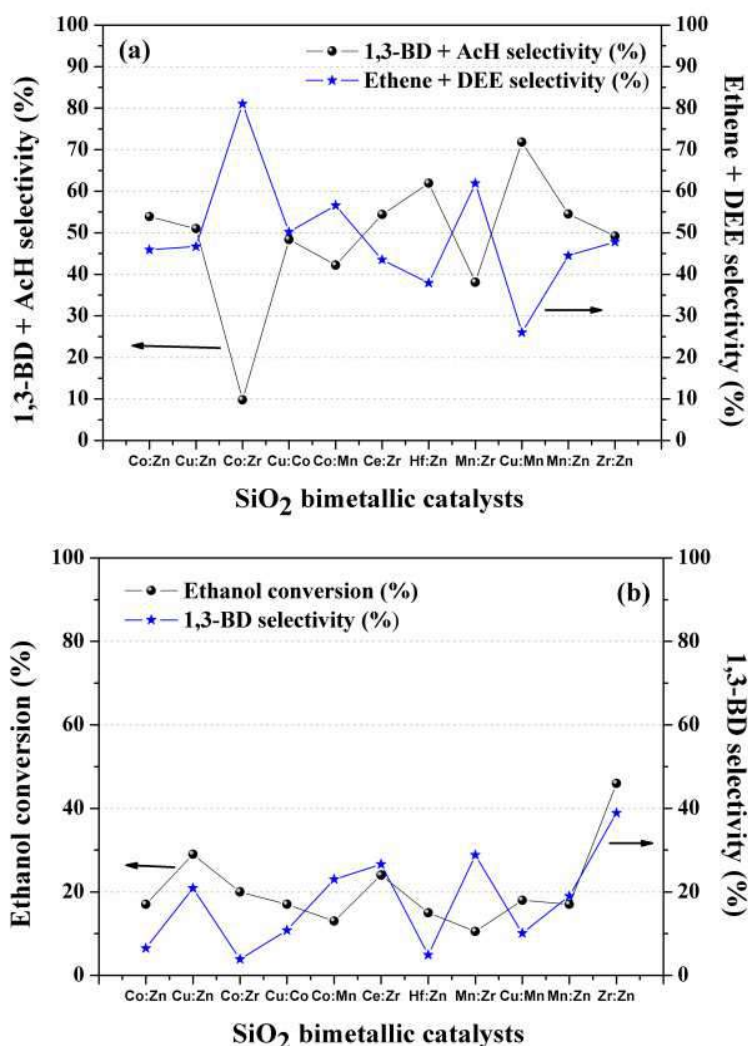 (a)
1,3-BD + AcH selectivity (%)
Ethene + DEE selectivity (%)
100
90
80
70
60
50
40
30
20
10
0
100
90
80
70
60
50
40
30
20
10
0
1,3-BD + AcH selectivity (%)
Ethene + DEE
selectivity (%)
Co:Zn Cu:Zn Co:Zr Cu:Co Co:Mn Ce:Zr Hf:Zn Mn:Zr Cu:Mn Mn:Zn Zr:Zn
SiO2 bimetallic catalysts
(b)
Ethanol conversion (%)
1,3-BD selectivity (%)
100
80
60
40
20
0
100
80
60
40
20
0
Ethanol conversion (%)
1,3-BD
selectivity (%)
Co:Zn Cu:Zn Co:Zr Cu:Co Co:Mn Ce:Zr Hf:Zn Mn:Zr Cu:Mn Mn:Zn Zr:Zn
SiO2 bimetallic catalysts